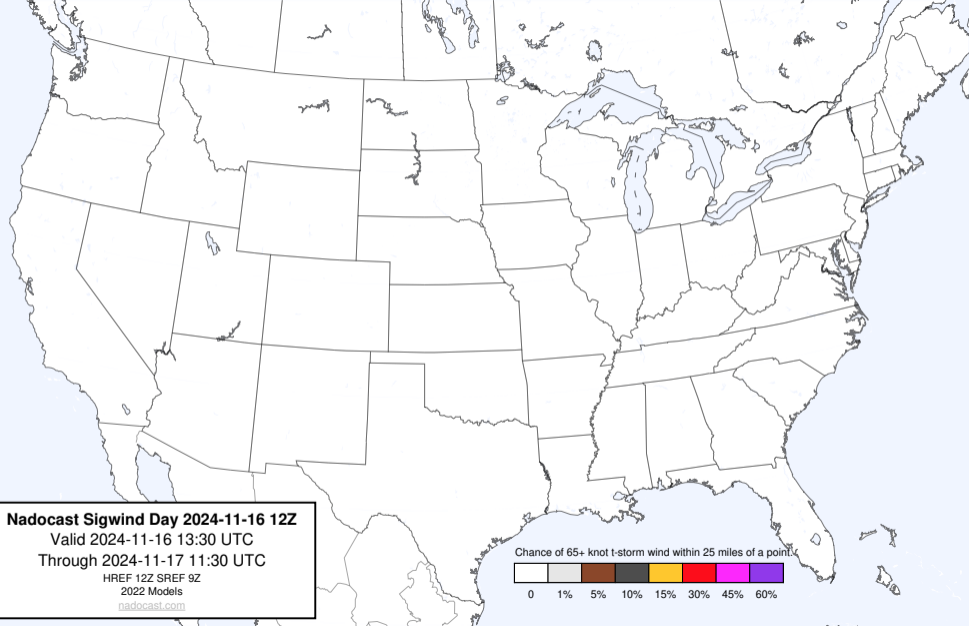 Nadocast Sigwind Day 2024-11-16 12Z
Valid 2024-11-16 13:30 UTC
Through 2024-11-17 11:30 UTC
HREF 12Z SREF 9Z
2022 Models
nadocast.com
Chance of 65+ knot t-storm wind within 25 miles of a point.
0 1% 5% 10% 15% 30% 45% 60%